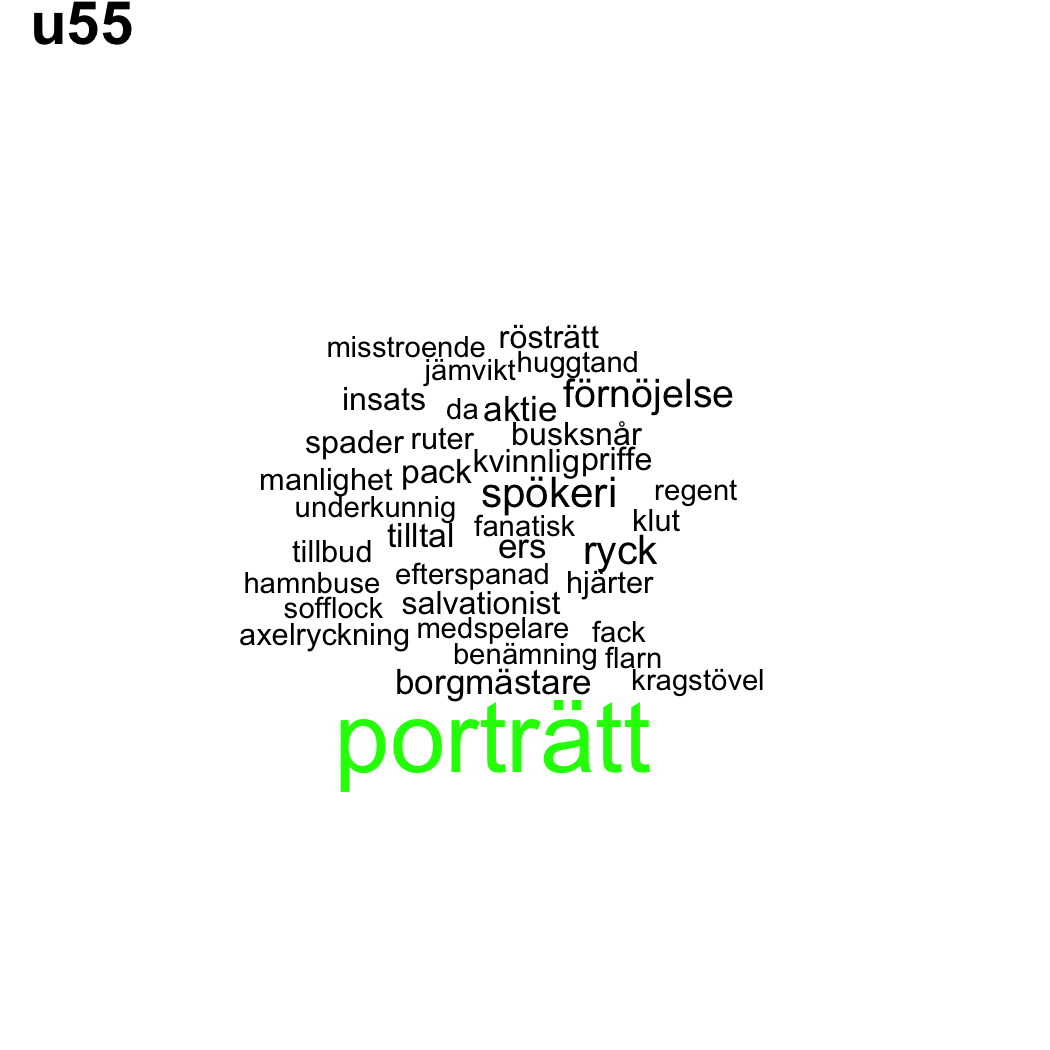 u55
misstroende rösträtt
jämvikt huggtand
insats da aktie förnöjelse
spader ruter busksnår
manlighet pack kvinnlig priffe
underkunnig spökeri regent
tilltal fanatisk klut
tillbud ers ryck
hamnbuse efterspanad hjärter
sofflock salvationist
axelryckning medspelare fack
benämning flarn
borgmästare kragstövel
porträtt